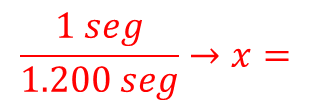 1 seg
1.200 seg → x =